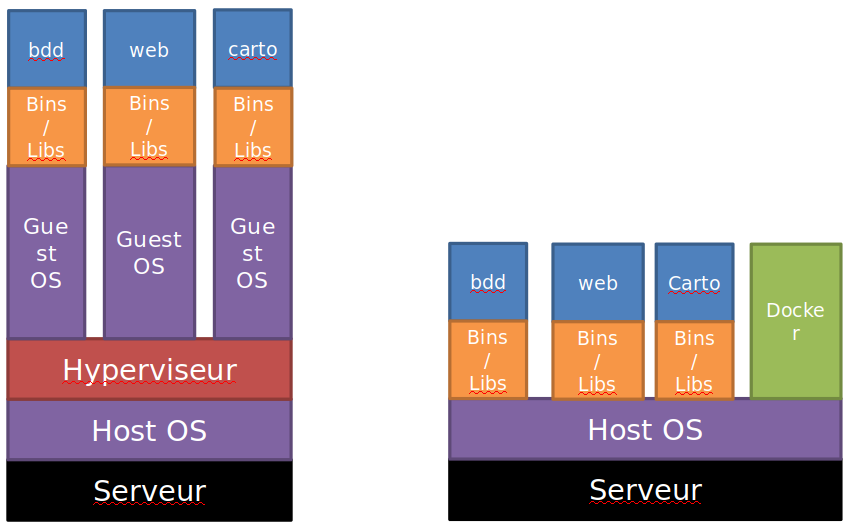 bdd
web
carto
Bins
/
Libs
Bins
/
Libs
Bins
/
Libs
Gue
st
OS
Guest
OS
Gue
st
OS
Hyperviseur
Host OS
Serveur
bdd
web
Carto
Docke
r
Bins
/
Libs
Bins
/
Libs
Bins
/
Libs
Host OS
Serveur